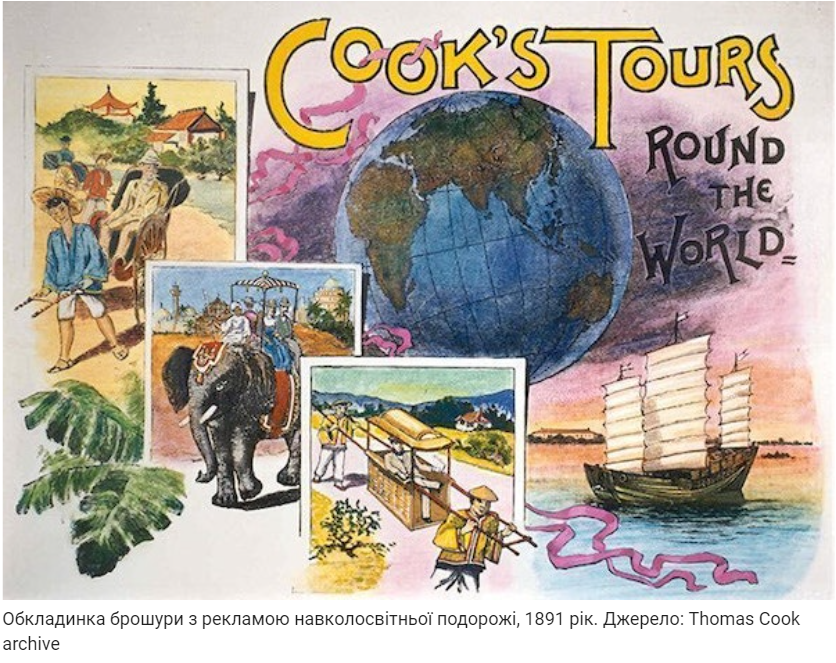 COOK'S TOURS
ROUND
THE
WORLD
Обкладинка брошури з рекламою навколосвітньої подорожі, 1891 рік. Джерело: Thomas Cook
archive